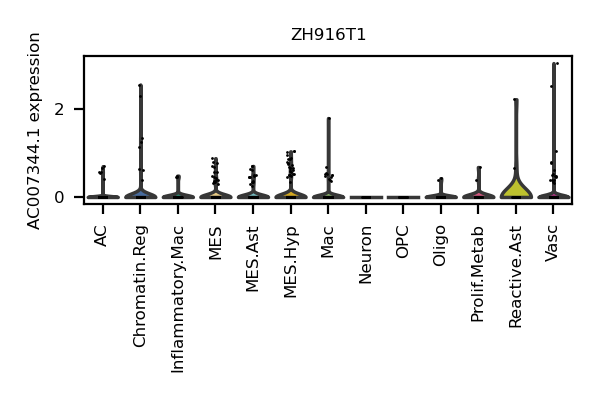 ZH916T1
AC007344.1 expression
2
0
AC
Chromatin.Reg
Inflammatory.Mac
MES
MES.Ast
MES.Hyp
Mac
Neuron
OPC
Oligo
Prolif.Metab
Reactive.Ast
Vasc